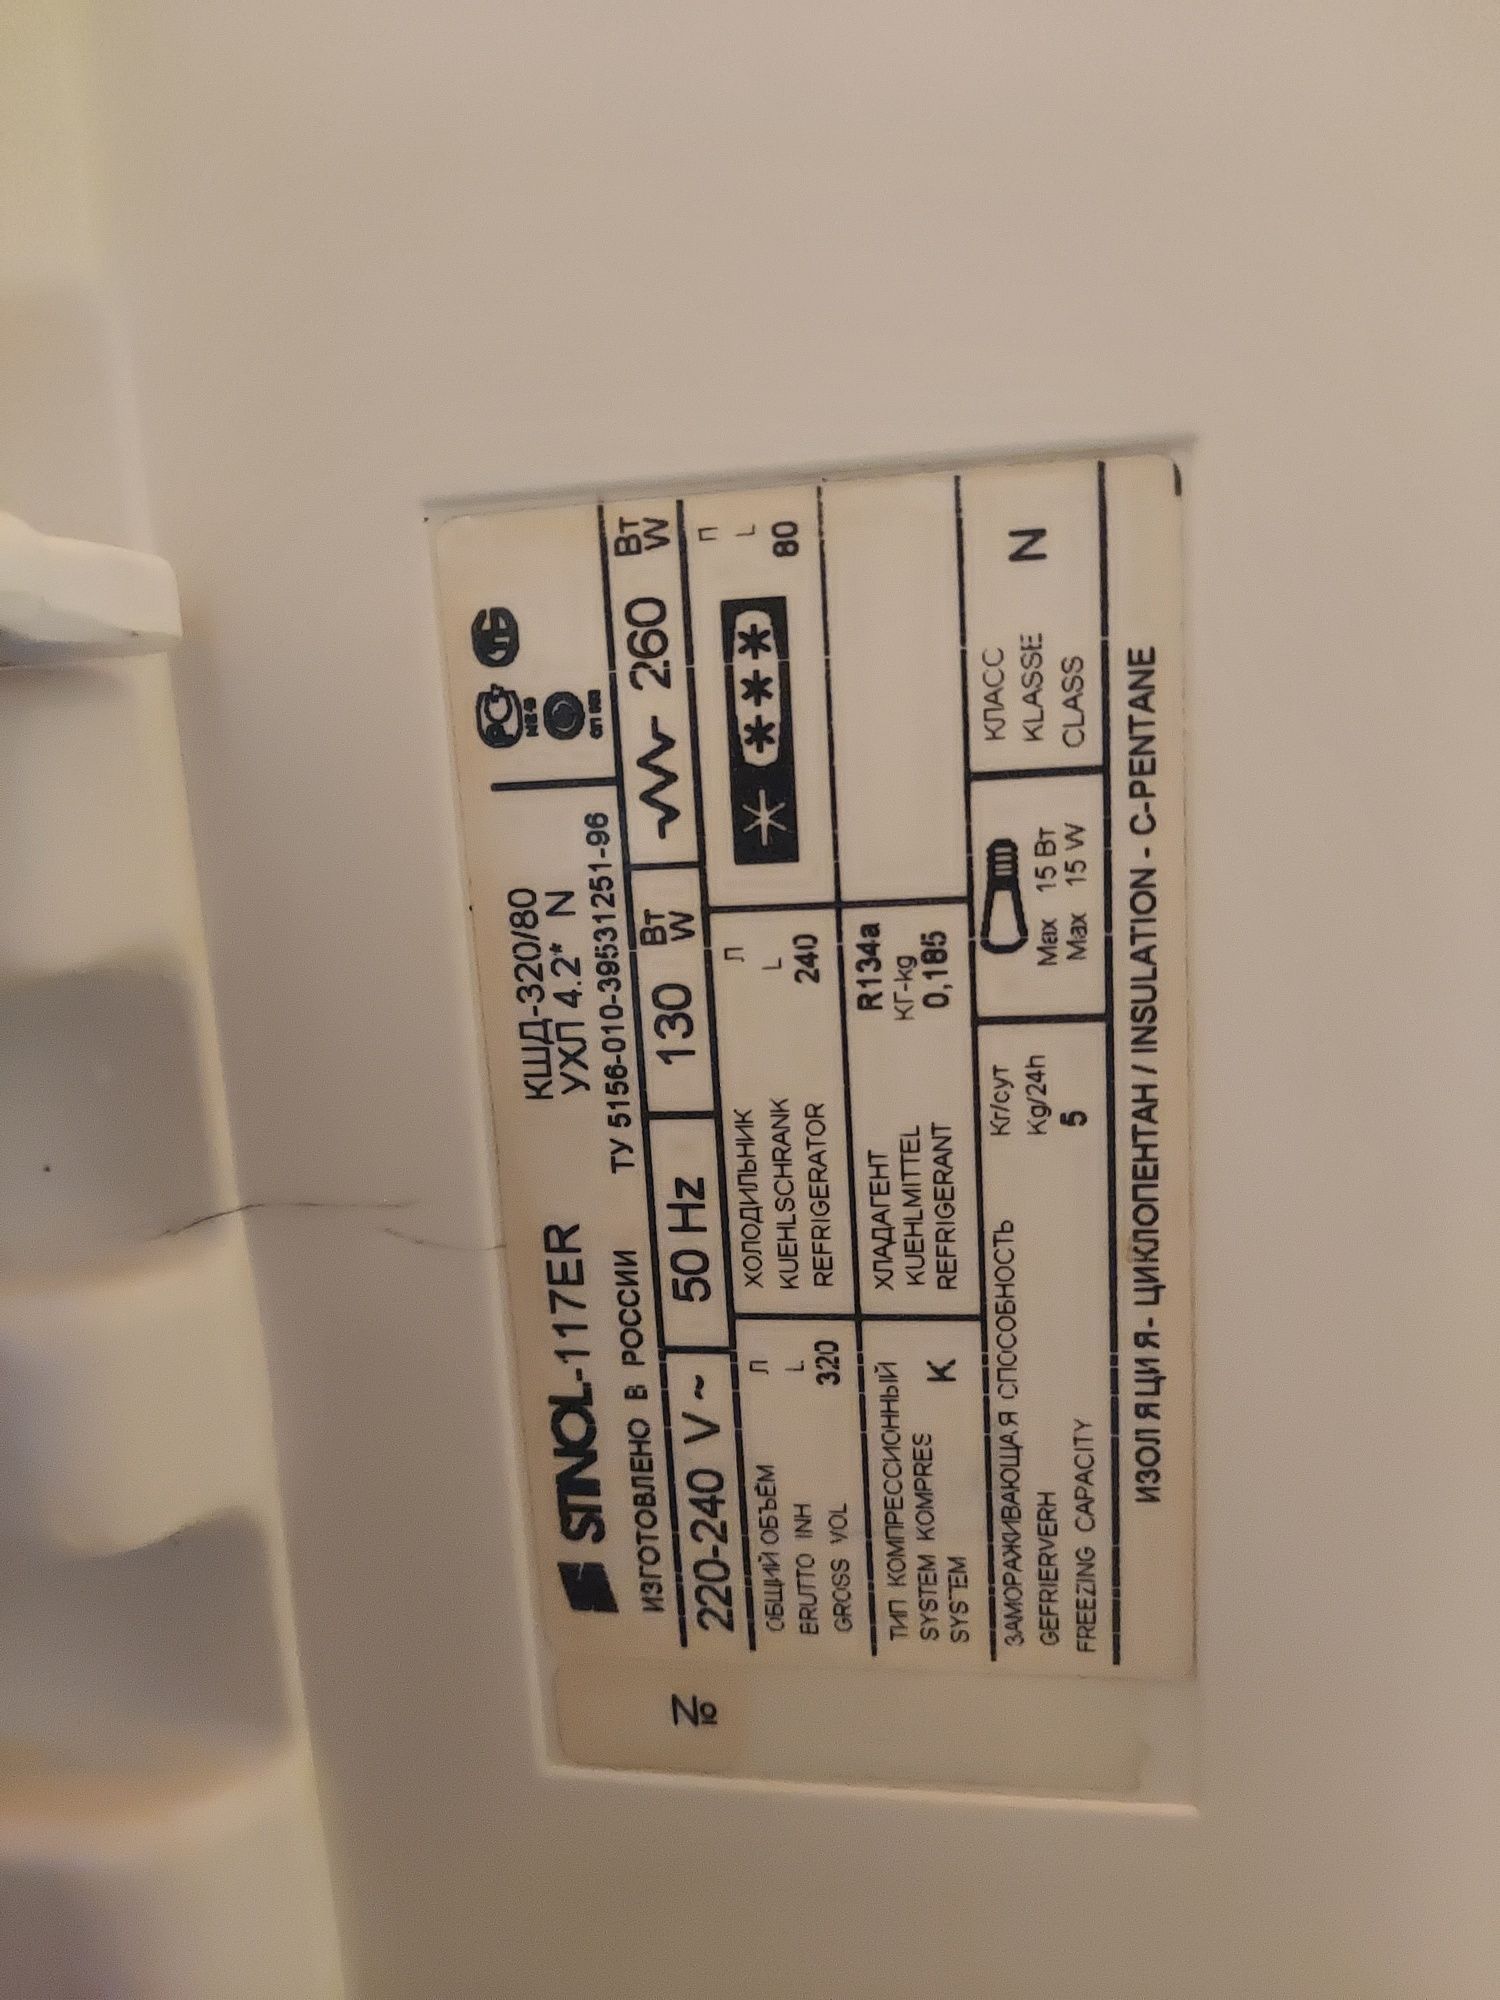 STINOL-117ER
КШД-320/80
УХЛ 4.2* N
РС
ИЗГОТОВЛЕНО В РОССИИ ТУ 5156-010-39531251-96
220-240 V ~ 50 Hz 130 Вт W 260 Вт W
ОБЩИЙ ОБЪЁМ Л
BRUTTO INH L
GROSS VOL 320
ХОЛОДИЛЬНИК Л
KUEHLSCHRANK L
REFRIGERATOR 240
Л
L
80
ТИП КОМПРЕССИОННЫЙ
SYSTEM KOMPRES K
SYSTEM
ХЛАДАГЕНТ R134a
KUEHLMITTEL КГ-kg
REFRIGERANT 0,185
ЗАМОРАЖИВАЮЩАЯ СПОСОБНОСТЬ Кг/сут
GEFRIERVERH Kg/24h
FREEZING CAPACITY 5
Max 15 Вт
Max 15 W
КЛАСС
KLASSE N
CLASS
ИЗОЛЯЦИЯ- ЦИКЛОПЕНТАН / INSULATION - C-PENTANE